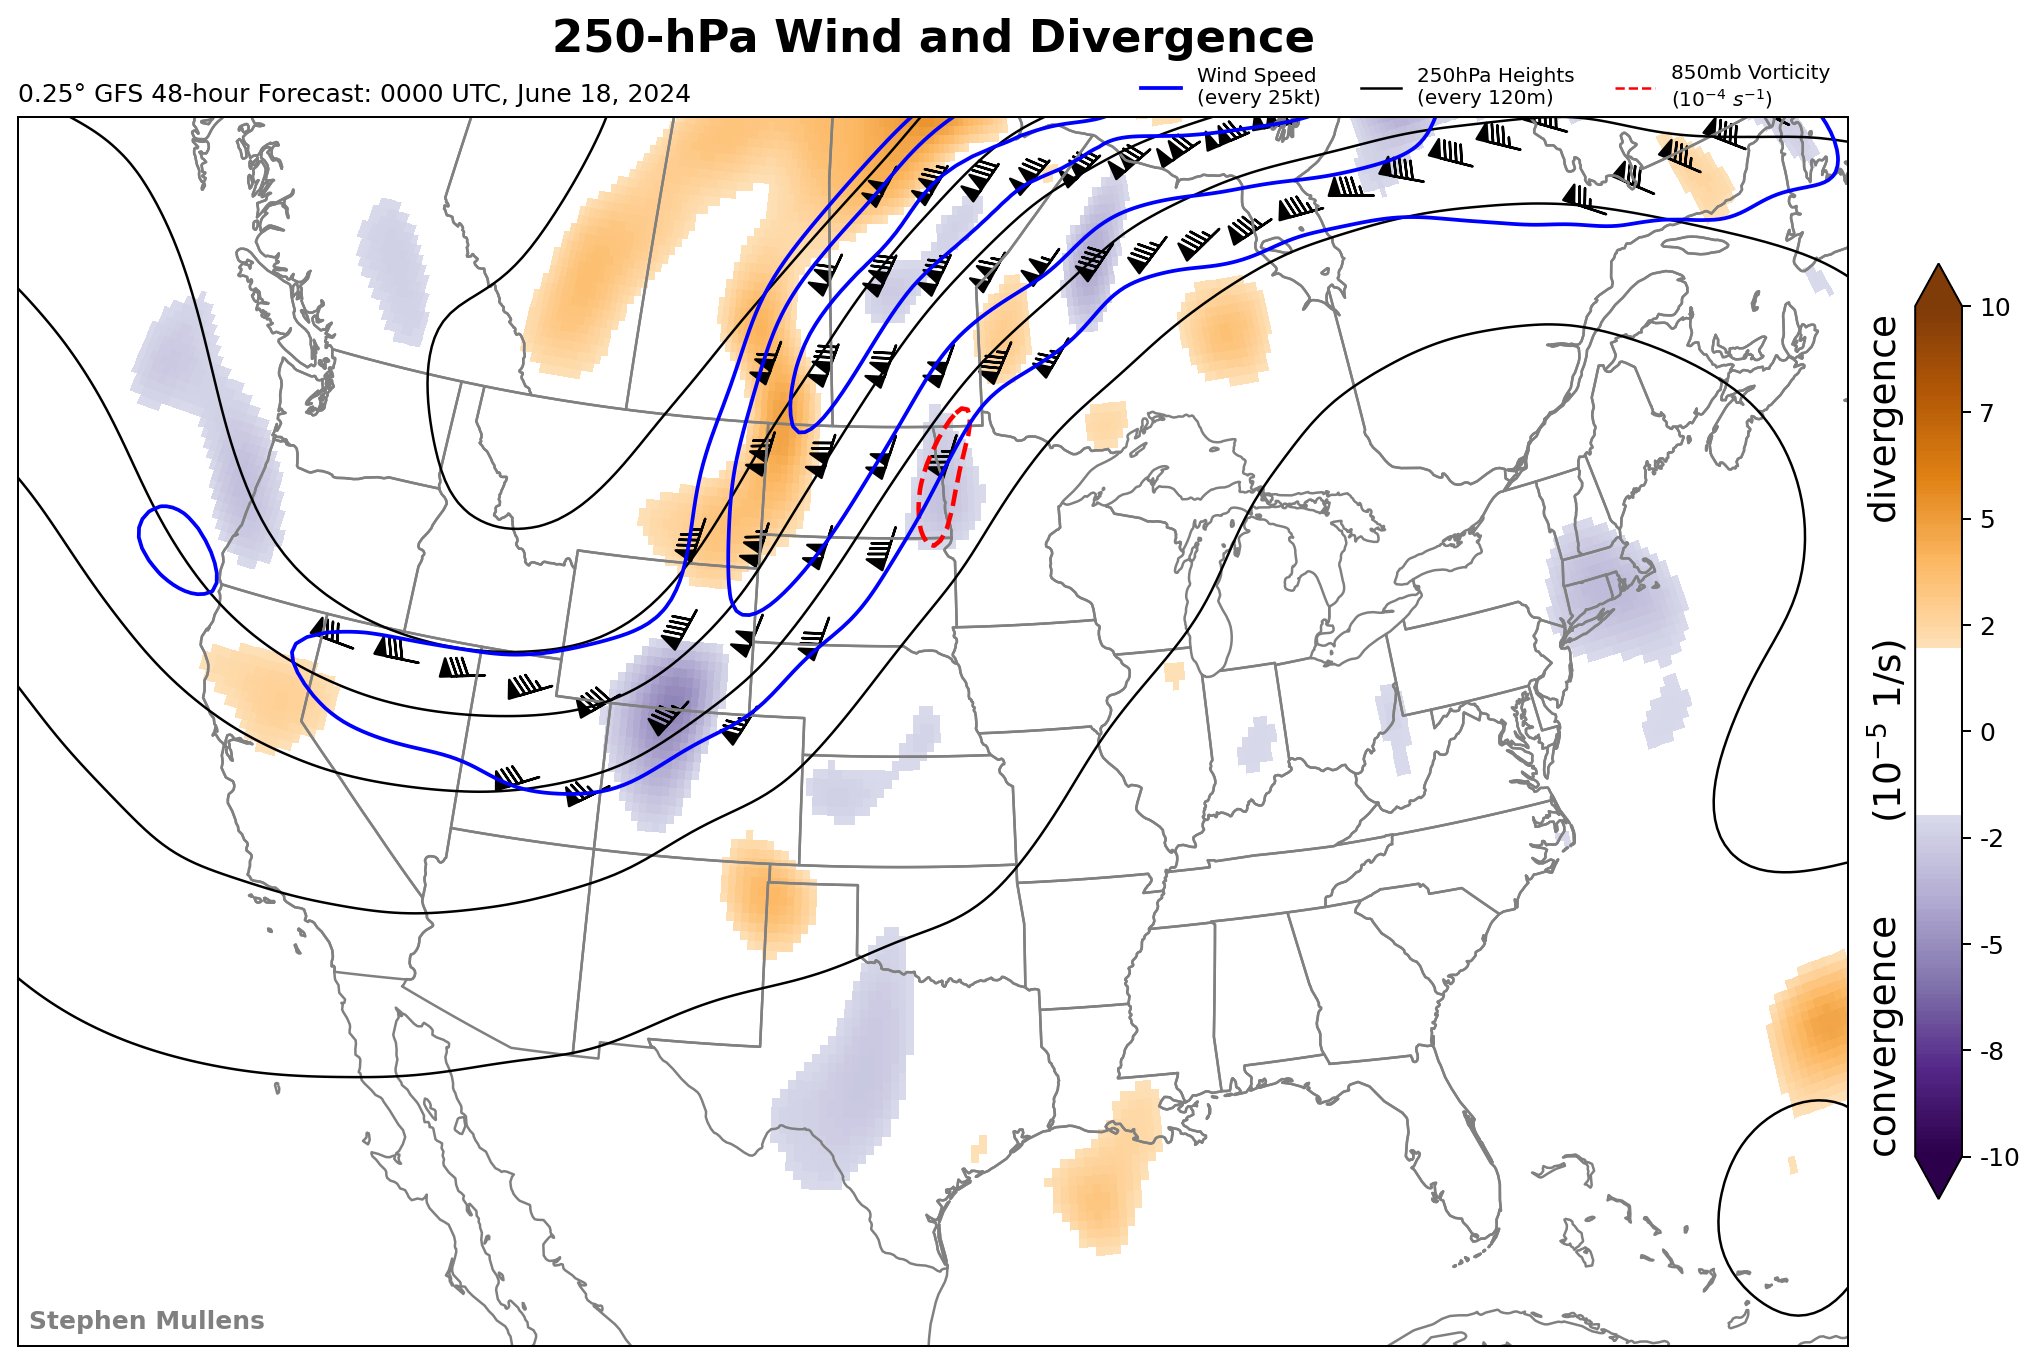 250-hPa Wind and Divergence
0.25° GFS 48-hour Forecast: 0000 UTC, June 18, 2024
Wind Speed
(every 25kt)
250hPa Heights
(every 120m)
850mb Vorticity
(10⁻⁴ s⁻¹)
10
7
5
2
0
-2
-5
-8
-10
convergence (10⁻⁵ 1/s) divergence
Stephen Mullens